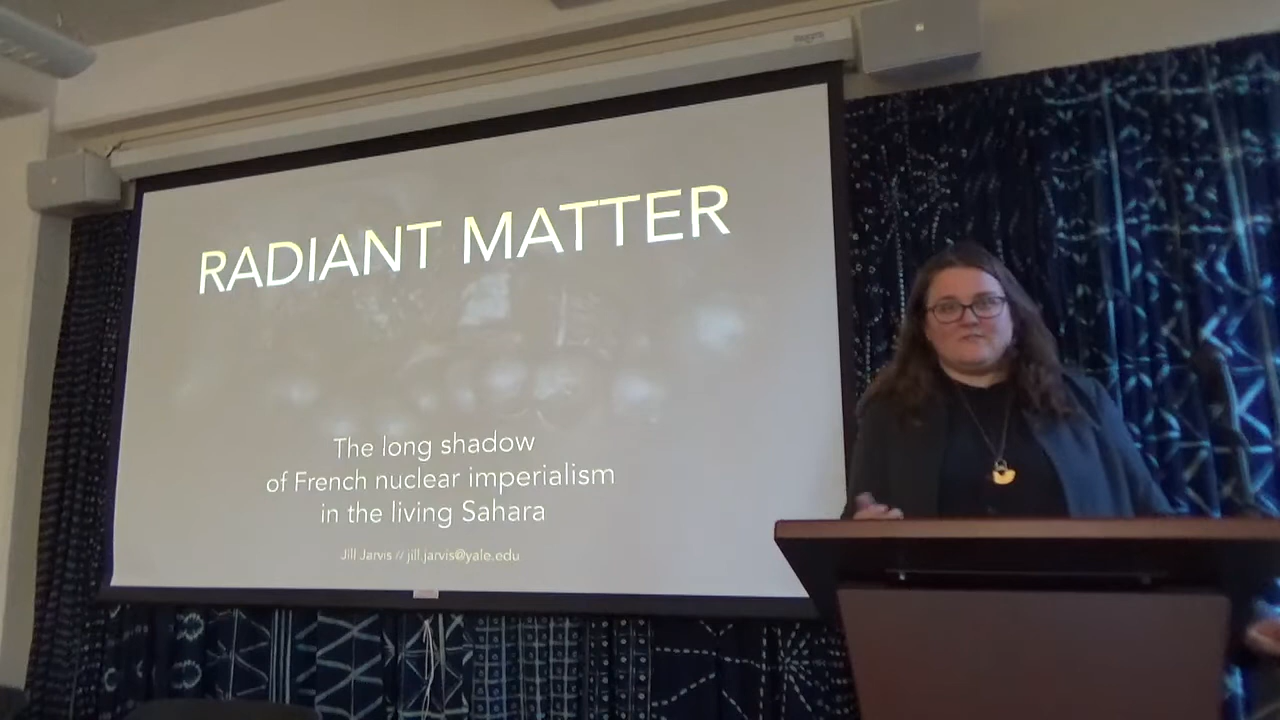 RADIANT MATTER
The long shadow
of French nuclear imperialism
in the living Sahara
Jill Jarvis // jill.jarvis@yale.edu